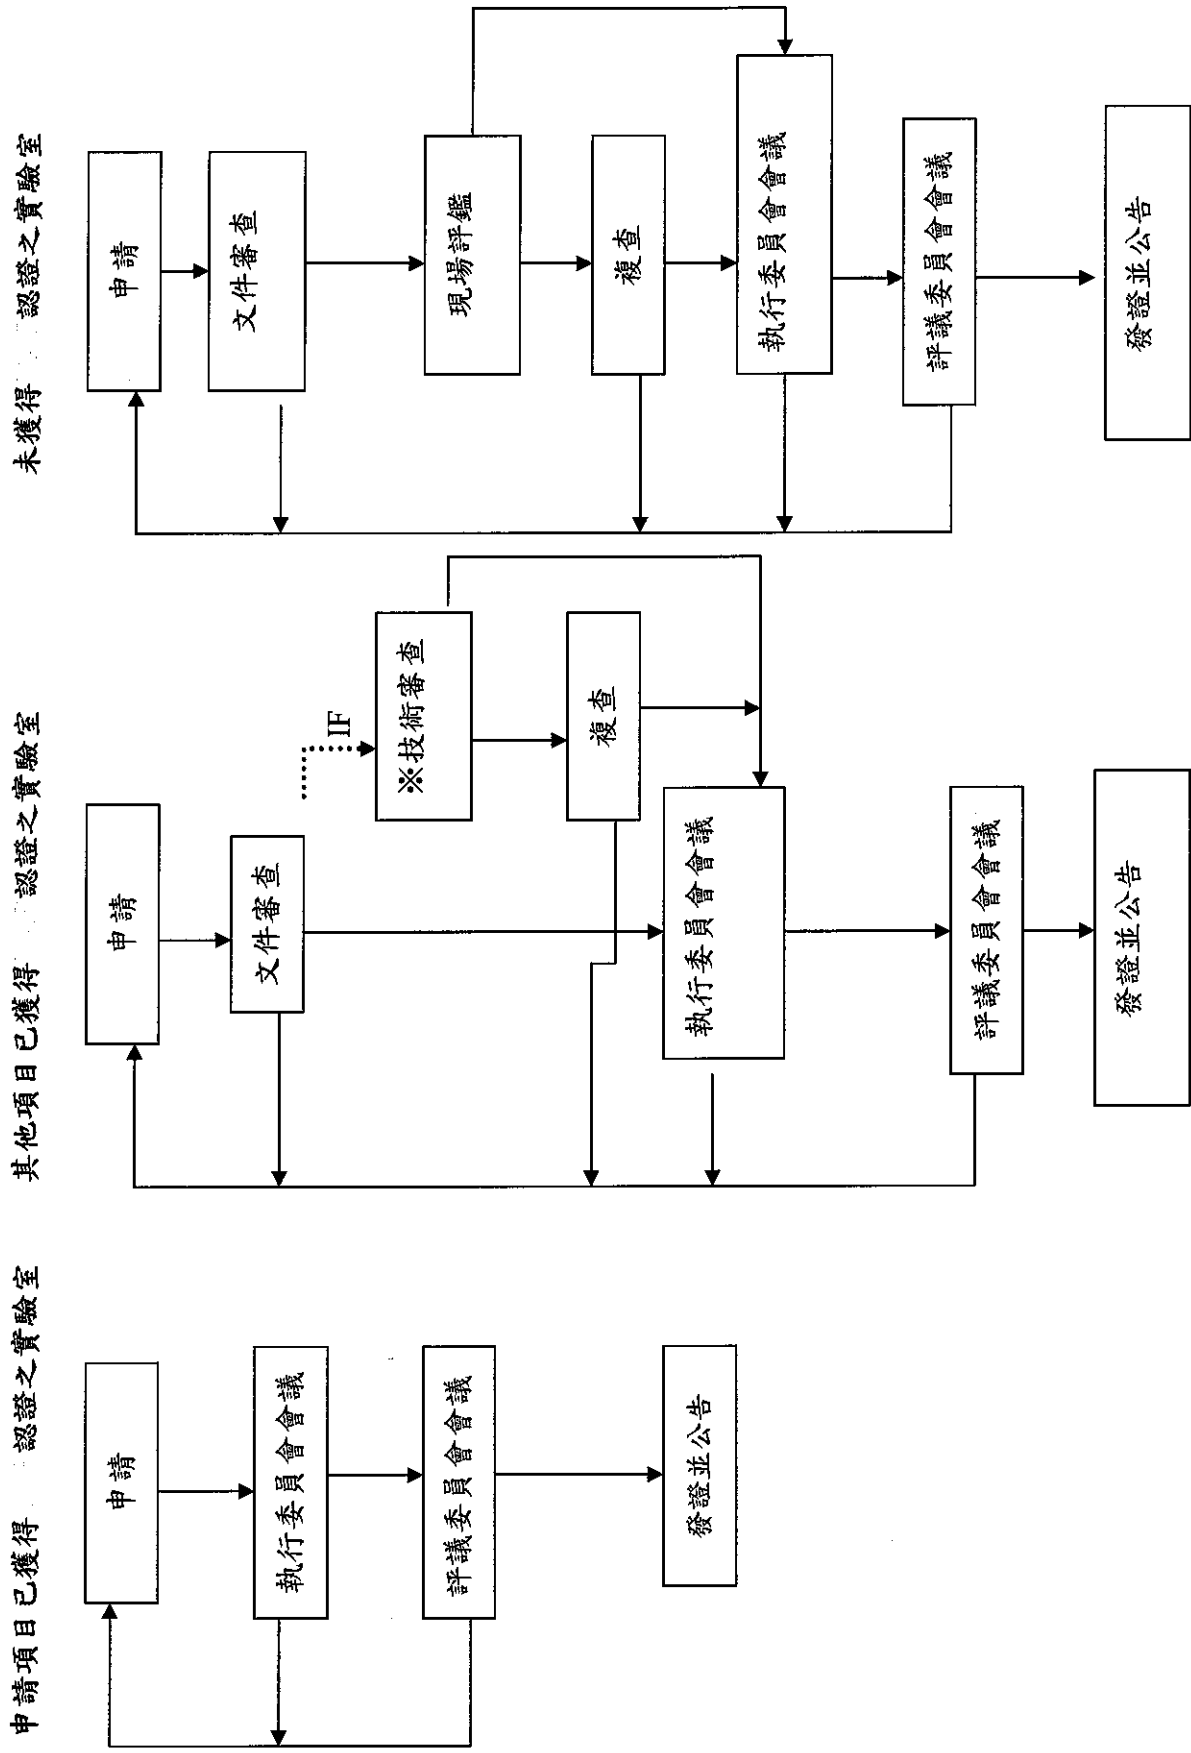 申請項目已獲得 認證之實驗室
申請
執行委員會會議
評議委員會會議
發證並公告
其他項目已獲得 認證之實驗室
申請
文件審查
IF
※技術審查
複查
執行委員會會議
評議委員會會議
發證並公告
未獲得 認證之實驗室
申請
文件審查
現場評鑑
複查
執行委員會會議
評議委員會會議
發證並公告